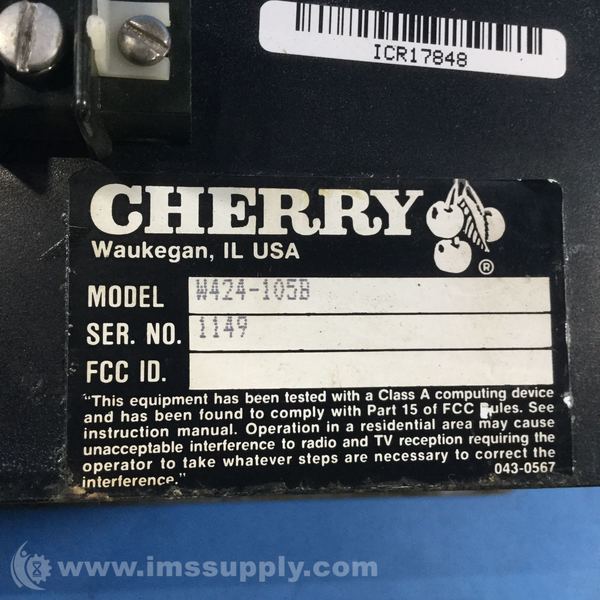 ICR17848
CHERRY
Waukegan, IL USA
®
MODEL W424-105B
SER. NO. 1149
FCC ID.
"This equipment has been tested with a Class A computing device
and has been found to comply with Part 15 of FCC Rules. See
instruction manual. Operation in a residential area may cause
unacceptable interference to radio and TV reception requiring the
operator to take whatever steps are necessary to correct the
interference."
043-0567
www.imssupply.com